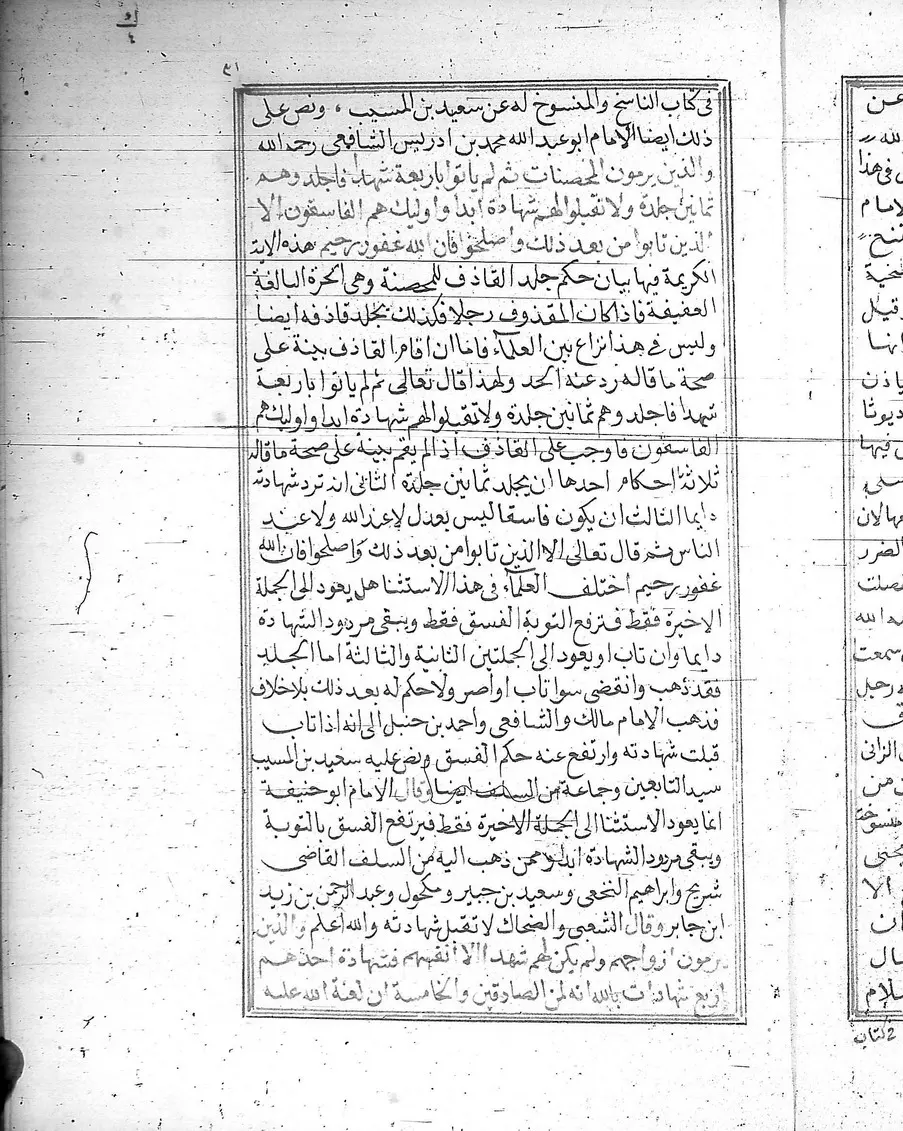 ٣١
في كتاب الناسخ والمنسوخ له عن سعيد بن المسيب ، ونص على
ذلك ايضا الامام ابو عبد الله محمد بن ادريس الشافعي رحمه الله
والذين يرمون المحصنات ثم لم ياتوا باربعة شهدا فاجلدوهم
ثمانين جلدة ولا تقبلوا لهم شهادة ابدا واوليك هم الفاسقون الا
الذين تابوا من بعد ذلك واصلحوا فان الله غفور رحيم هذه الاية
الكريمة فيها بيان حكم جلد القاذف للمحصنة وهي الحرة البالغة
العفيفة فاذا كان المقذوف رجلا فكذلك يجلد قاذفه ايضا
وليس في هذا نزاع بين العلمآء فاما ان اقام القاذف بينة على
صحة ما قاله رد عنه الحد ولهذا قال تعالى ثم لم ياتوا باربعة
شهدا فاجلدوهم ثمانين جلدة ولا تقبلوا لهم شهادة ابدا واوليك هم
الفاسقون فاوجب على القاذف اذ الم يقم بينة على صحة ما قاله
ثلاثة احكام احدها ان يجلد ثمانين جلدة الثاني انه ترد شهادته
دايما الثالث ان يكون فاسقا ليس بعدل لا عند الله ولا عند
الناس ثم قال تعالى الا الذين تابوا من بعد ذلك واصلحوا فان الله
غفور رحيم اختلف العلمآء في هذا الاستثنا هل يعود الى الجملة
الاخيرة فقط فترفع التوبة الفسق فقط ويبقى مردود الشهادة
دايما وان تاب او يعود الى الجملتين الثانية والثالثة اما الجلد
فقد ذهب وانقضى سوا تاب او اصر ولا حكم له بعد ذلك بلا خلاف
فذهب الامام مالك والشافعي واحمد بن حنبل الى انه اذا تاب
قبلت شهادته وارتفع عنه حكم الفسق ونص عليه سعيد بن المسيب
سيد التابعين وجماعة من السلف ايضا وقال الامام ابو حنيفة
انما يعود الاستثنا الى الجملة الاخيرة فقط فيرتفع الفسق بالتوبة
ويبقى مردود الشهادة ابدا وممن ذهب اليه من السلف القاضي
شريح وابراهيم النخعي وسعيد بن جبير ومكحول وعبد الرحمن بن زيد
ابن جابر وقال الشعبي والضحاك لا تقبل شهادته والله اعلم والذين
يرمون ازواجهم ولم يكن لهم شهدا الا انفسهم فشهادة احدهم
اربع شهادات بالله انه لمن الصادقين والخامسة ان لعنة الله عليه